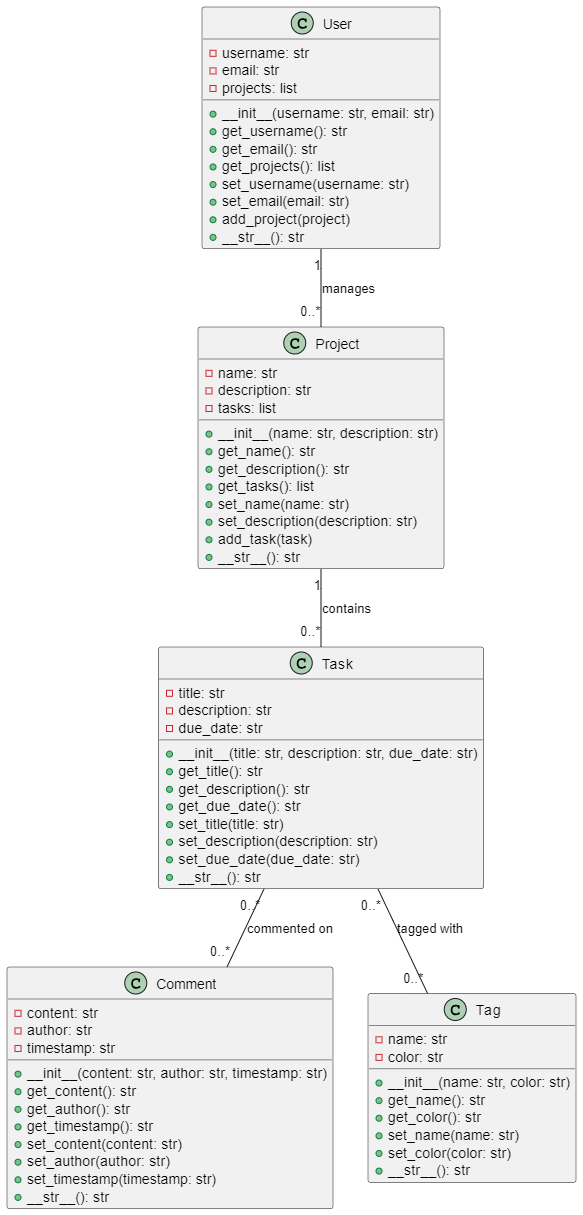 C User
username: str
email: str
projects: list
__init__(username: str, email: str)
get_username(): str
get_email(): str
get_projects(): list
set_username(username: str)
set_email(email: str)
add_project(project)
__str__(): str
1
manages
0..*
C Project
name: str
description: str
tasks: list
__init__(name: str, description: str)
get_name(): str
get_description(): str
get_tasks(): list
set_name(name: str)
set_description(description: str)
add_task(task)
__str__(): str
1
contains
0..*
C Task
title: str
description: str
due_date: str
__init__(title: str, description: str, due_date: str)
get_title(): str
get_description(): str
get_due_date(): str
set_title(title: str)
set_description(description: str)
set_due_date(due_date: str)
__str__(): str
0..*
commented on
0..*
0..*
tagged with
0..*
C Comment
content: str
author: str
timestamp: str
__init__(content: str, author: str, timestamp: str)
get_content(): str
get_author(): str
get_timestamp(): str
set_content(content: str)
set_author(author: str)
set_timestamp(timestamp: str)
__str__(): str
C Tag
name: str
color: str
__init__(name: str, color: str)
get_name(): str
get_color(): str
set_name(name: str)
set_color(color: str)
__str__(): str